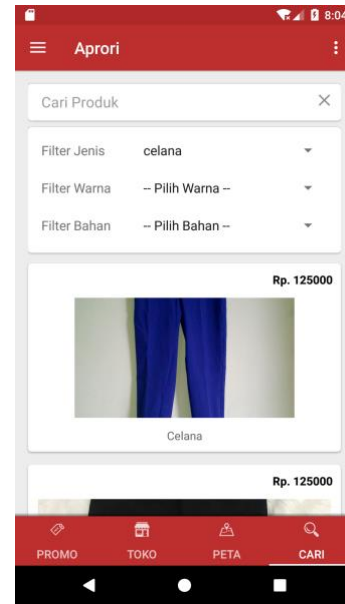 8:04
Aprori
Cari Produk
Filter Jenis celana
Filter Warna -- Pilih Warna --
Filter Bahan -- Pilih Bahan --
Rp. 125000
Celana
Rp. 125000
PROMO TOKO PETA CARI